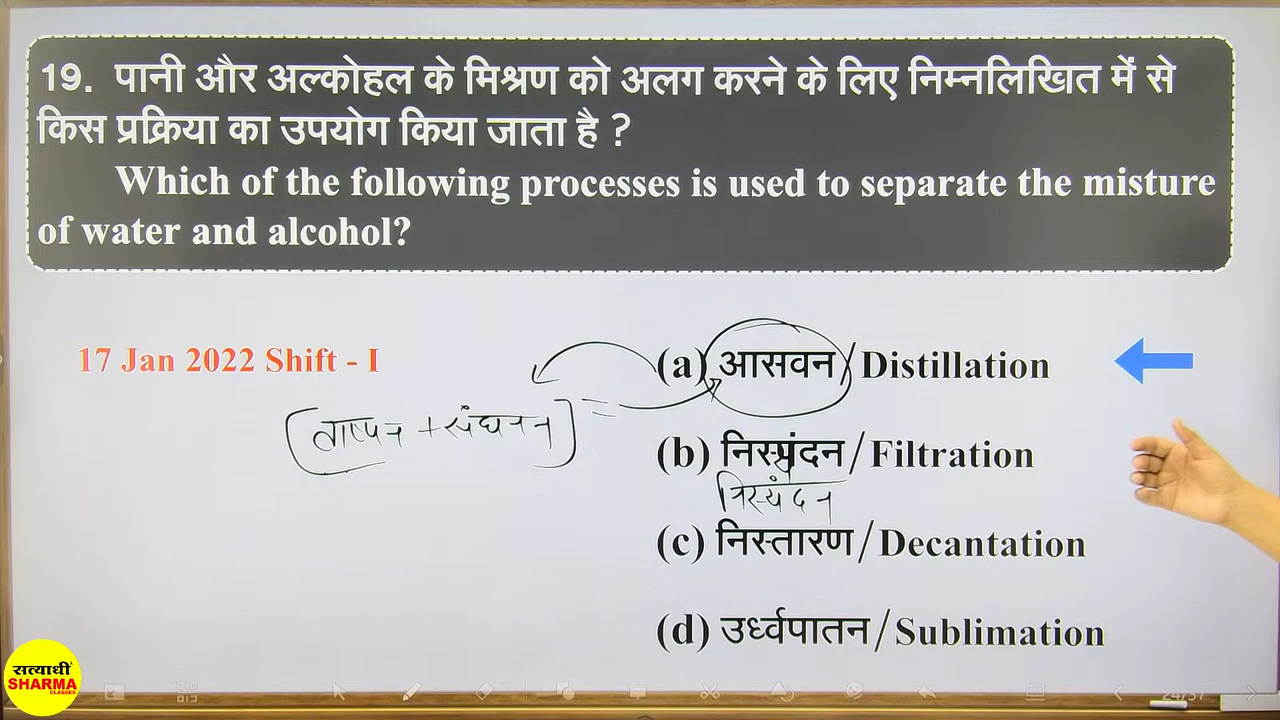 19. पानी और अल्कोहल के मिश्रण को अलग करने के लिए निम्नलिखित में से
किस प्रक्रिया का उपयोग किया जाता है ?
Which of the following processes is used to separate the misture
of water and alcohol?
17 Jan 2022 Shift - I
(a) आसवन/Distillation
[वाष्पन + संघनन] =
(b) निस्पंदन/Filtration
निस्यंदन
(c) निस्तारण/Decantation
(d) उर्ध्वपातन/Sublimation
सत्यार्थी
SHARMA
CLASSES
24/37